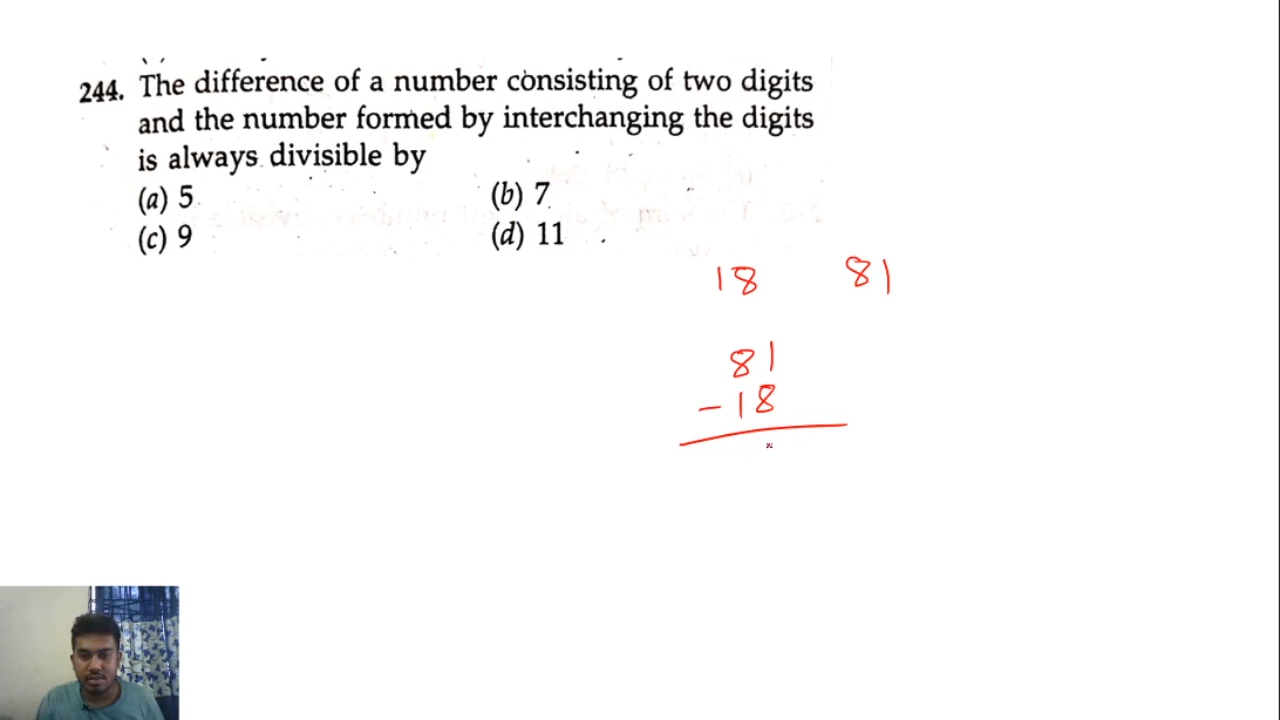 244. The difference of a number consisting of two digits
and the number formed by interchanging the digits
is always divisible by
(a) 5 (b) 7
(c) 9 (d) 11
18 81
81
-18